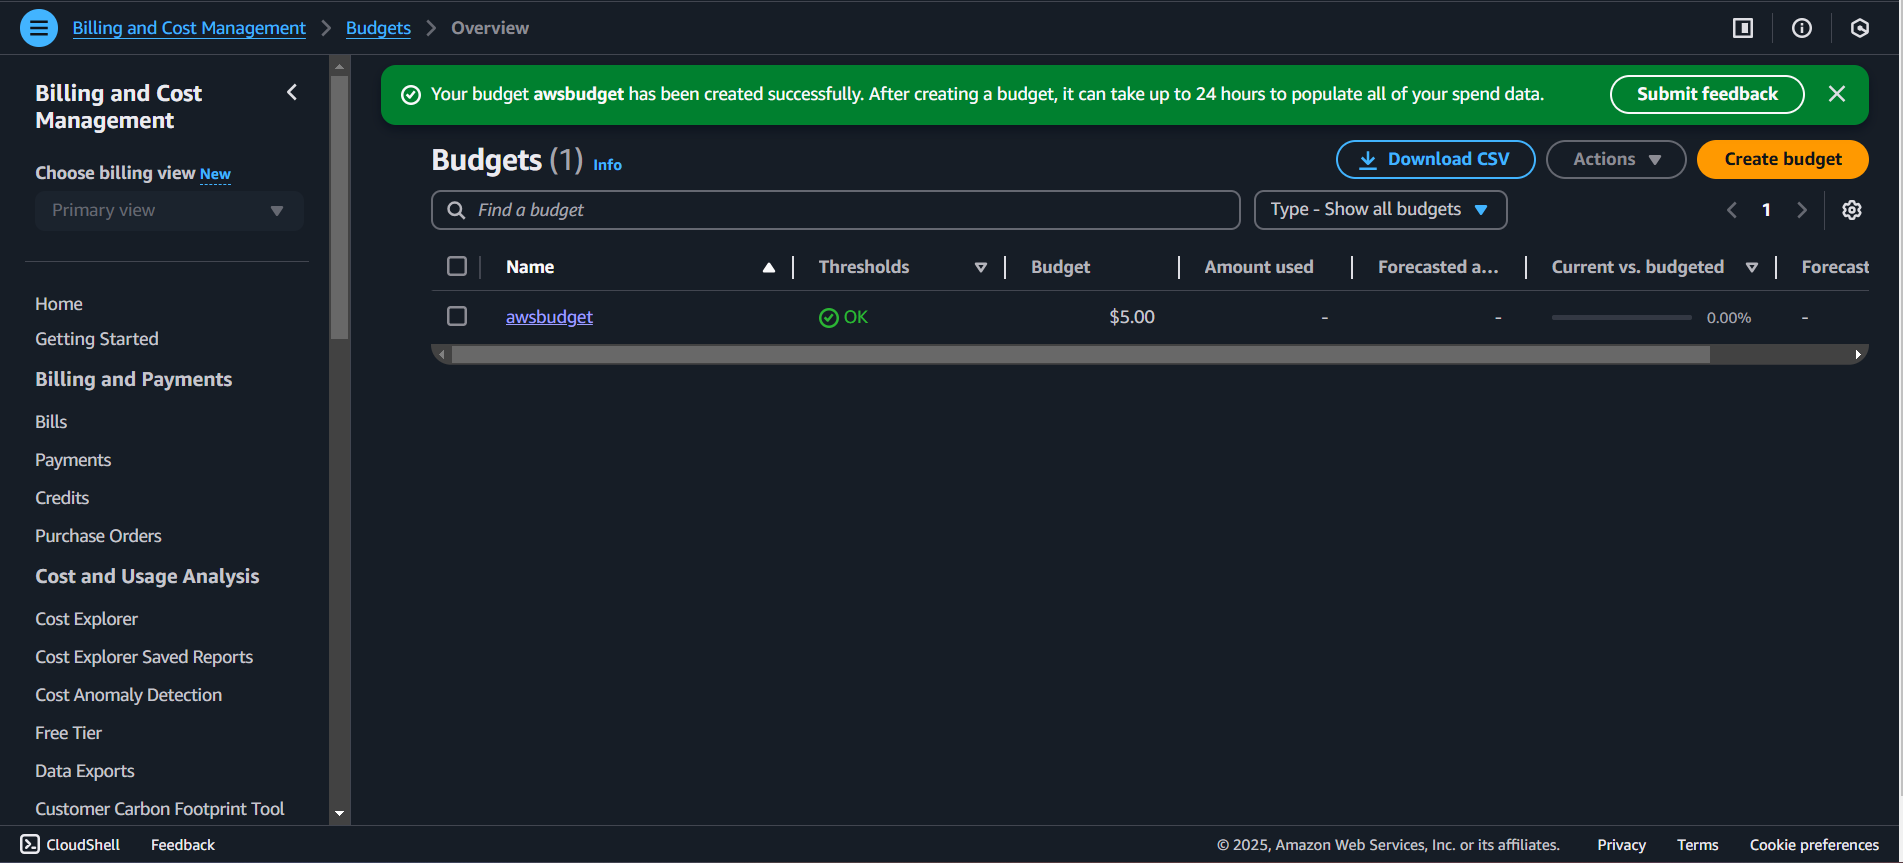 Billing and Cost Management > Budgets > Overview
Billing and Cost
Management
Choose billing view New
Primary view
Home
Getting Started
Billing and Payments
Bills
Payments
Credits
Purchase Orders
Cost and Usage Analysis
Cost Explorer
Cost Explorer Saved Reports
Cost Anomaly Detection
Free Tier
Data Exports
Customer Carbon Footprint Tool
Your budget awsbudget has been created successfully. After creating a budget, it can take up to 24 hours to populate all of your spend data. Submit feedback
Budgets (1) Info Download CSV Actions Create budget
Find a budget Type - Show all budgets 1
Name Thresholds Budget Amount used Forecasted a... Current vs. budgeted Forecast
awsbudget OK $5.00 - - 0.00% -
CloudShell Feedback © 2025, Amazon Web Services, Inc. or its affiliates. Privacy Terms Cookie preferences